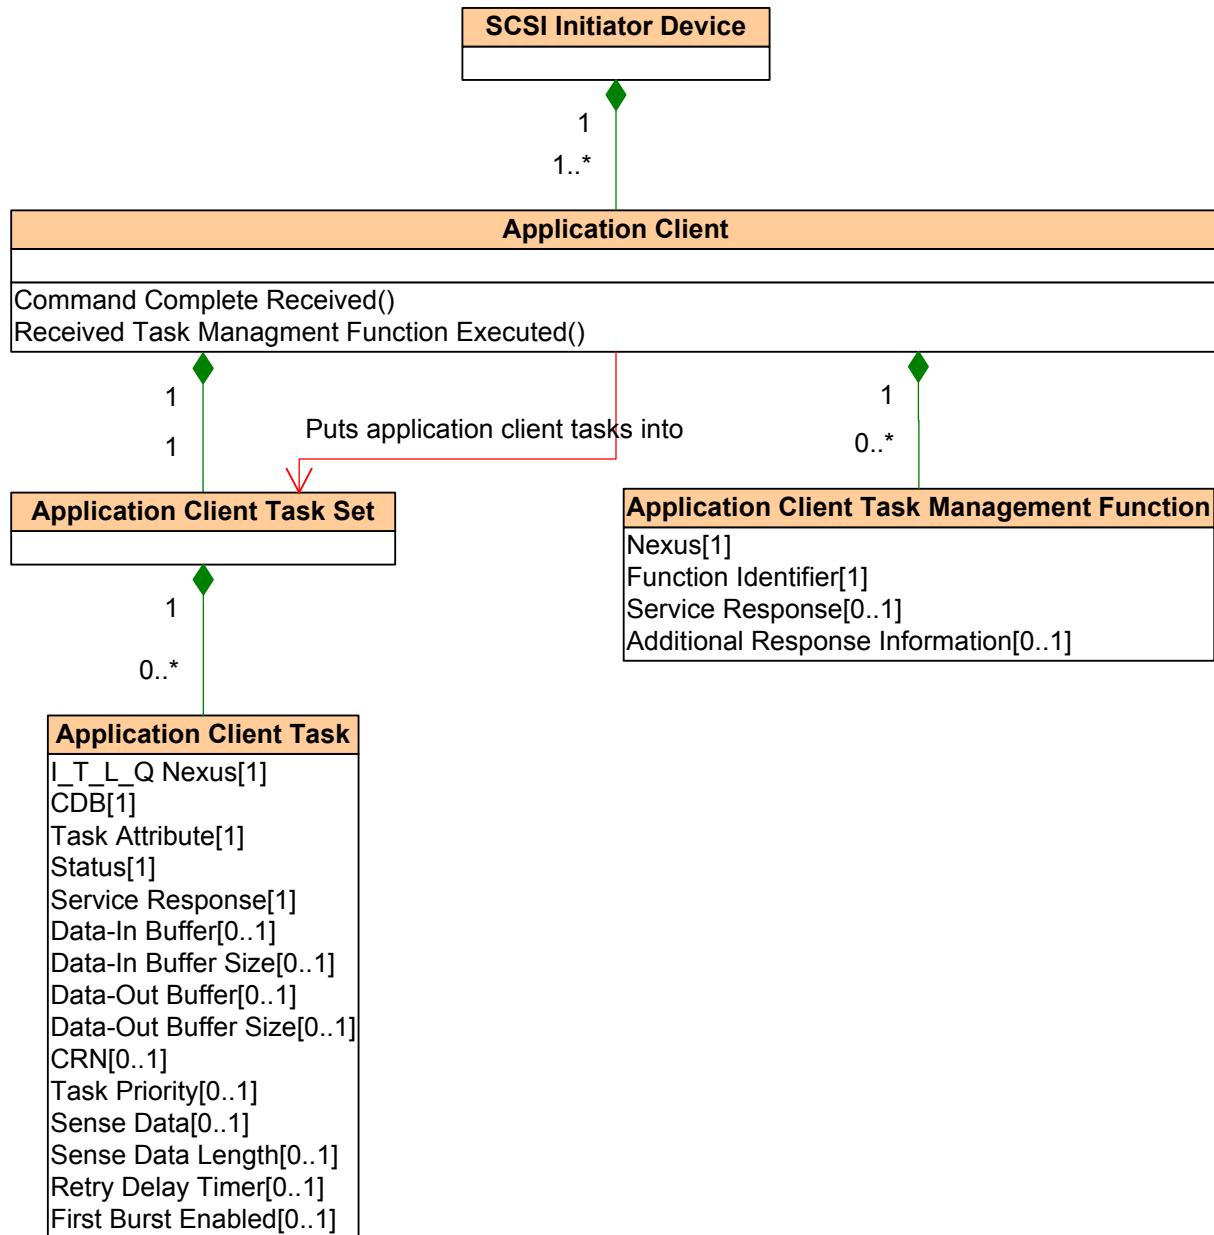 SCSI Initiator Device
1
1..*
Application Client
Command Complete Received()
Received Task Managment Function Executed()
1
1
Puts application client tasks into
1
0..*
Application Client Task Set
1
0..*
Application Client Task Management Function
Nexus[1]
Function Identifier[1]
Service Response[0..1]
Additional Response Information[0..1]
Application Client Task
I_T_L_Q Nexus[1]
CDB[1]
Task Attribute[1]
Status[1]
Service Response[1]
Data-In Buffer[0..1]
Data-In Buffer Size[0..1]
Data-Out Buffer[0..1]
Data-Out Buffer Size[0..1]
CRN[0..1]
Task Priority[0..1]
Sense Data[0..1]
Sense Data Length[0..1]
Retry Delay Timer[0..1]
First Burst Enabled[0..1]